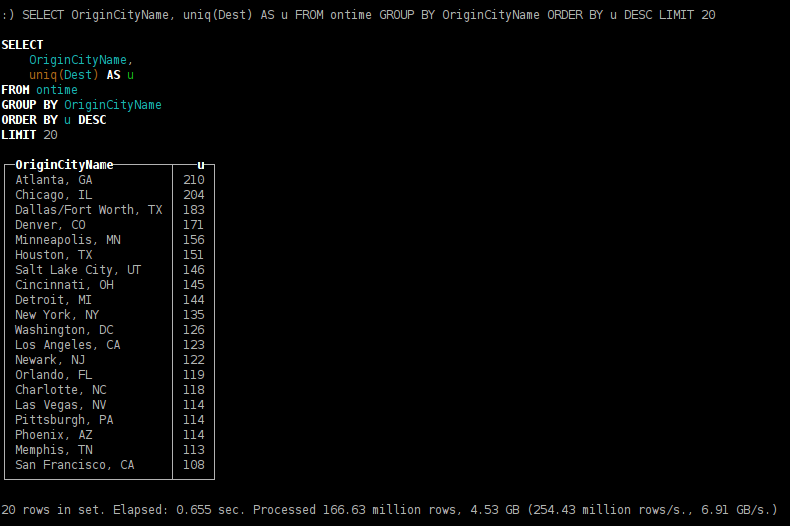 :) SELECT OriginCityName, uniq(Dest) AS u FROM ontime GROUP BY OriginCityName ORDER BY u DESC LIMIT 20
SELECT
OriginCityName,
uniq(Dest) AS u
FROM ontime
GROUP BY OriginCityName
ORDER BY u DESC
LIMIT 20
OriginCityName u
Atlanta, GA 210
Chicago, IL 204
Dallas/Fort Worth, TX 183
Denver, CO 171
Minneapolis, MN 156
Houston, TX 151
Salt Lake City, UT 146
Cincinnati, OH 145
Detroit, MI 144
New York, NY 135
Washington, DC 126
Los Angeles, CA 123
Newark, NJ 122
Orlando, FL 119
Charlotte, NC 118
Las Vegas, NV 114
Pittsburgh, PA 114
Phoenix, AZ 114
Memphis, TN 113
San Francisco, CA 108
20 rows in set. Elapsed: 0.655 sec. Processed 166.63 million rows, 4.53 GB (254.43 million rows/s., 6.91 GB/s.)